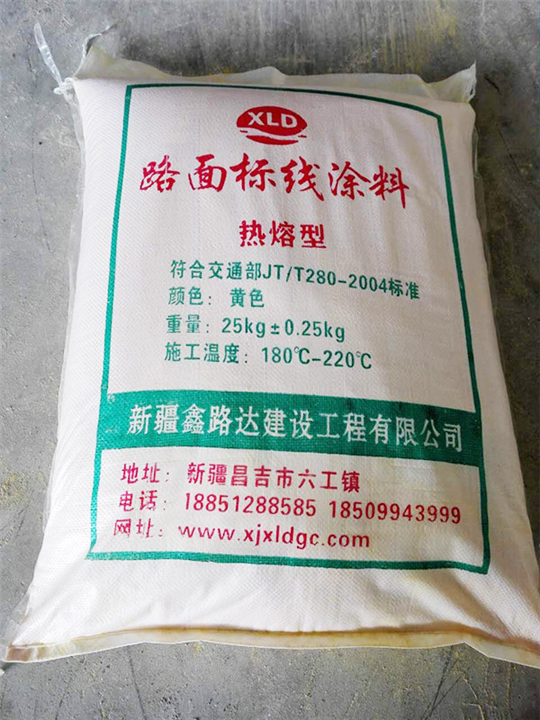 XLD
路面标线涂料
热熔型
符合交通部JT/T280-2004标准
颜色：黄色
重量：25kg±0.25kg
施工温度：180℃-220℃
新疆鑫路达建设工程有限公司
地址：新疆昌吉市六工镇
电话：18851288585 18509943999
网址：www.xjxldgc.com